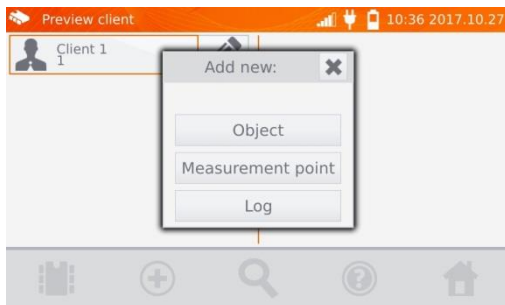 Preview client
10:36 2017.10.27
Client 1
1
Add new:
Object
Measurement point
Log